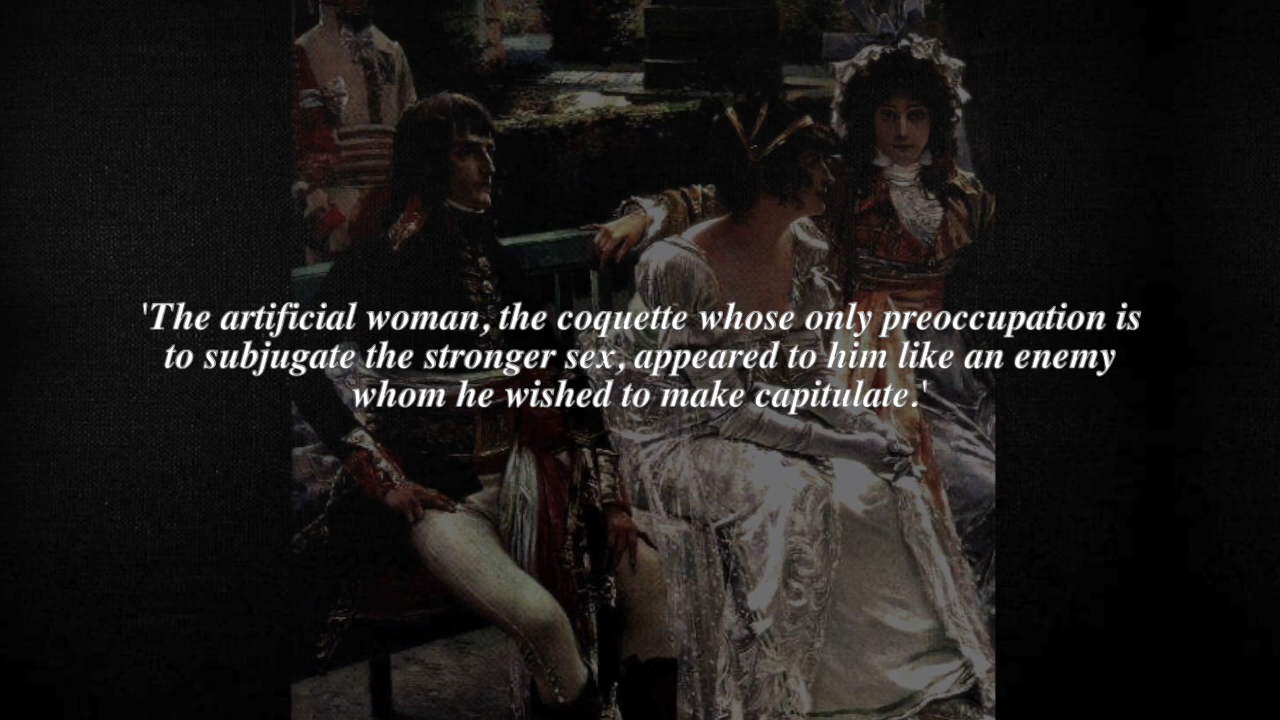 'The artificial woman, the coquette whose only preoccupation is
to subjugate the stronger sex, appeared to him like an enemy
whom he wished to make capitulate.'